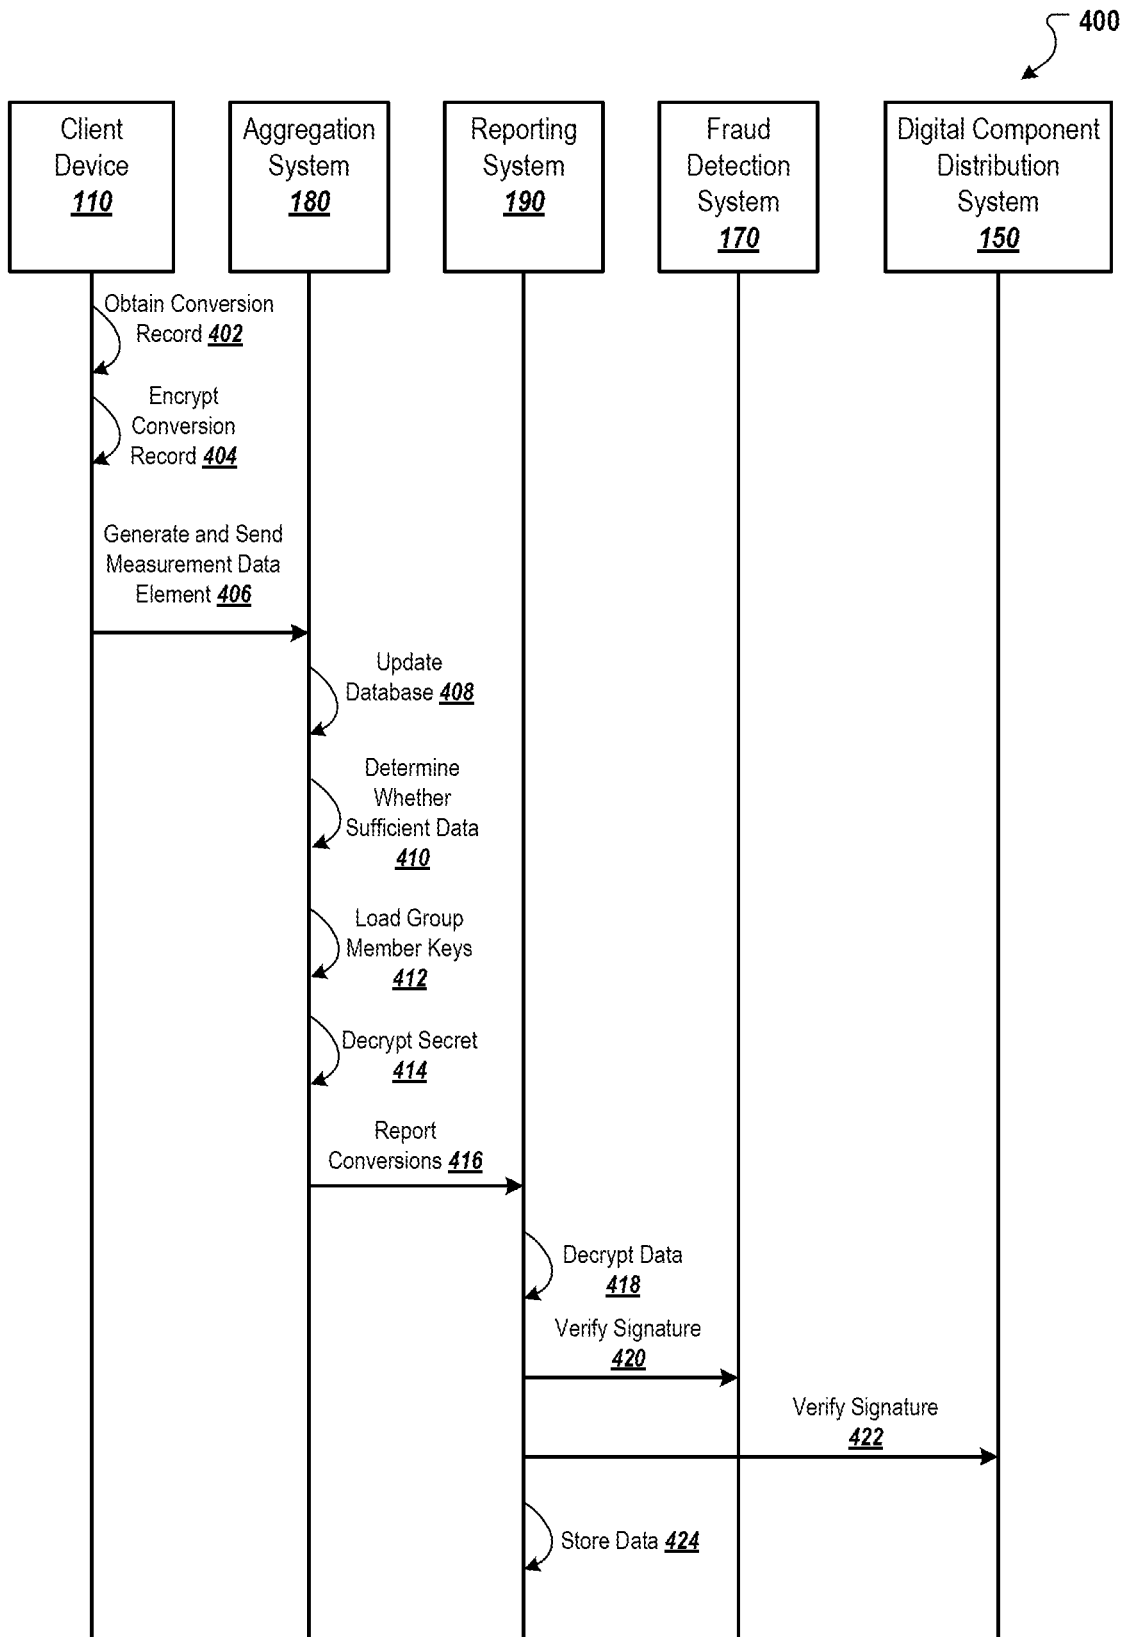 400
Client
Device
110
Aggregation
System
180
Reporting
System
190
Fraud
Detection
System
170
Digital Component
Distribution
System
150
Obtain Conversion
Record 402
Encrypt
Conversion
Record 404
Generate and Send
Measurement Data
Element 406
Update
Database 408
Determine
Whether
Sufficient Data
410
Load Group
Member Keys
412
Decrypt Secret
414
Report
Conversions 416
Decrypt Data
418
Verify Signature
420
Verify Signature
422
Store Data 424